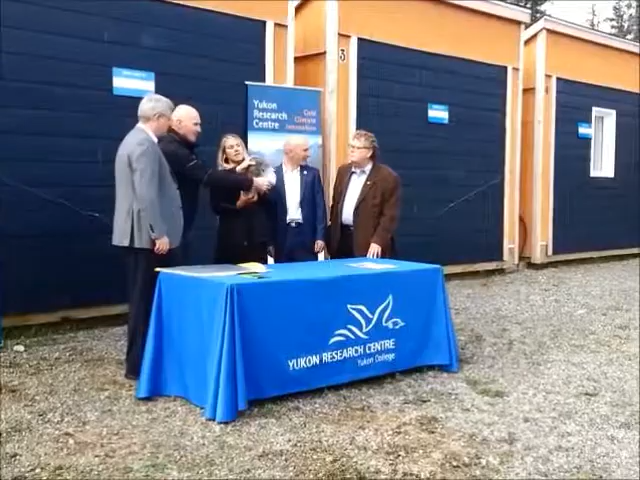 3
Yukon
Research
Centre
Cold
Climate
Innovation
YUKON RESEARCH CENTRE
Yukon College